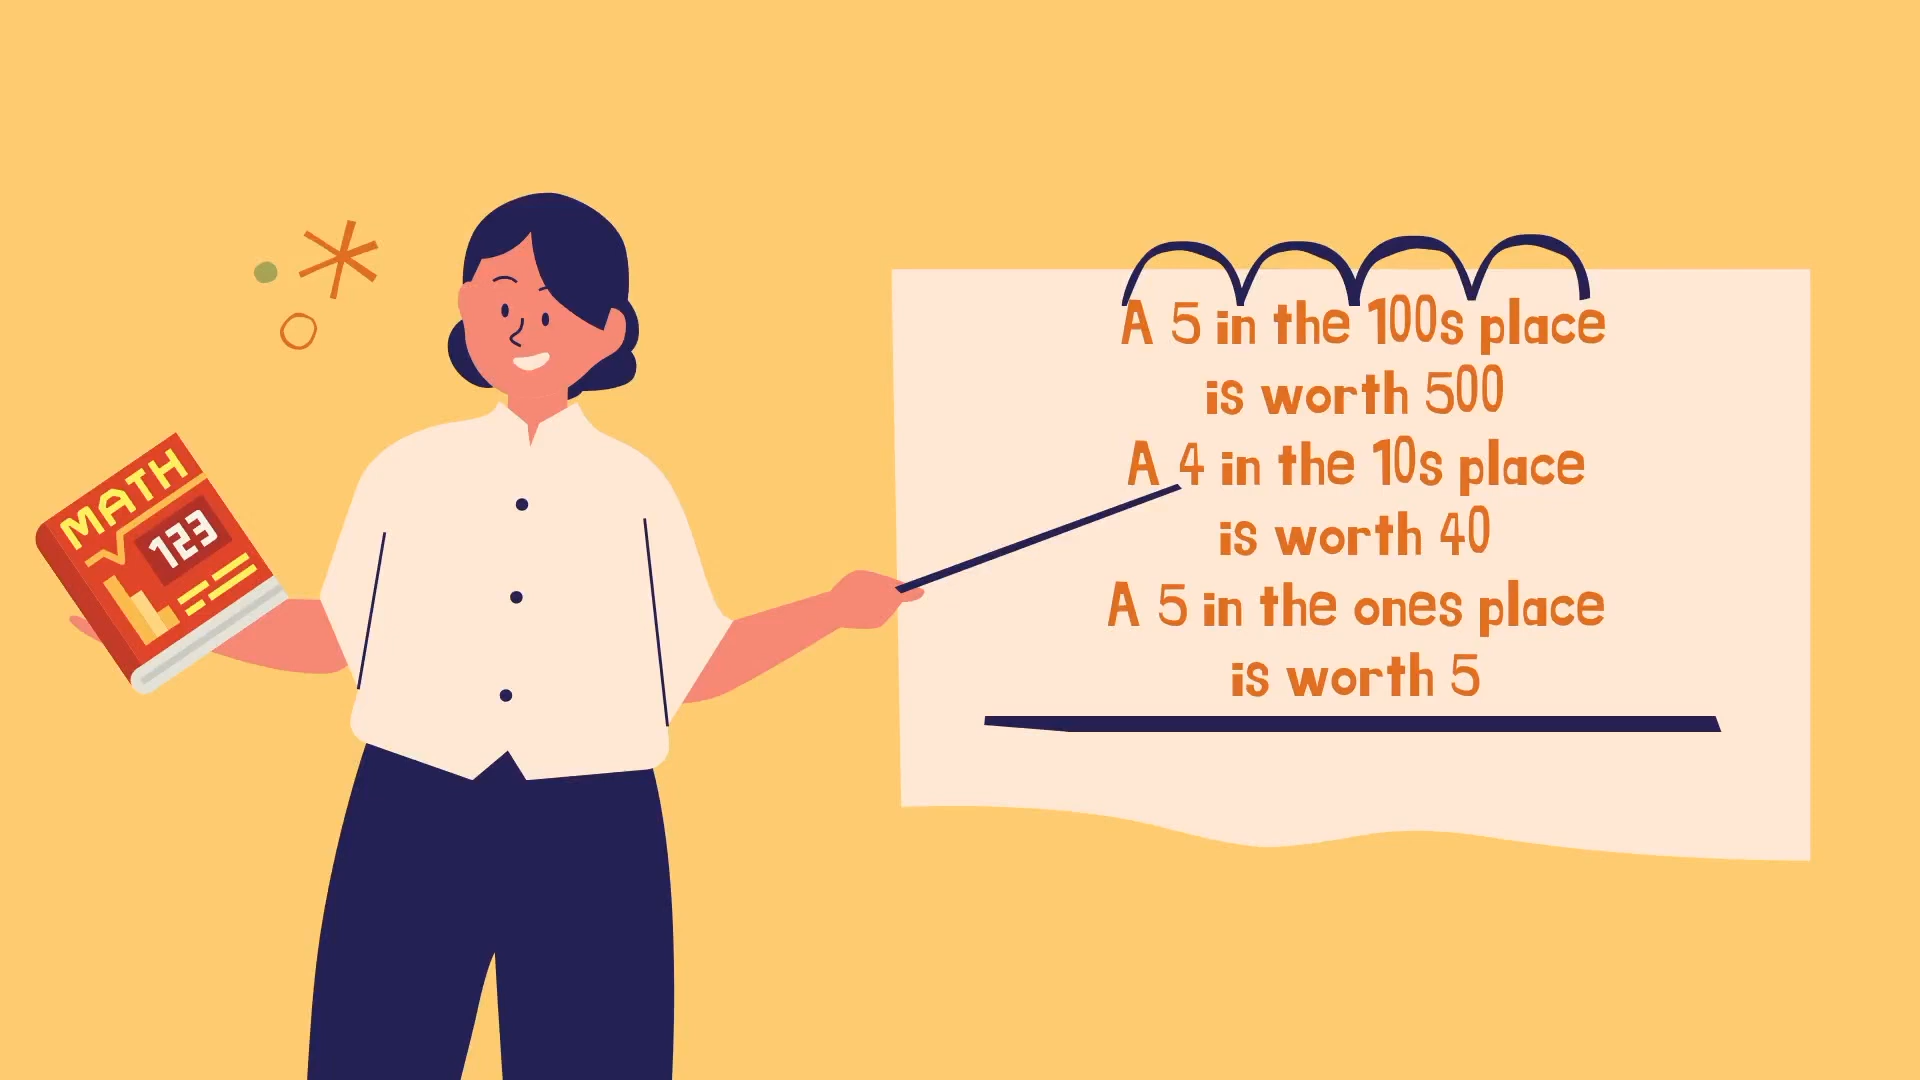 MATH
123
A 5 in the 100s place
is worth 500
A 4 in the 10s place
is worth 40
A 5 in the ones place
is worth 5